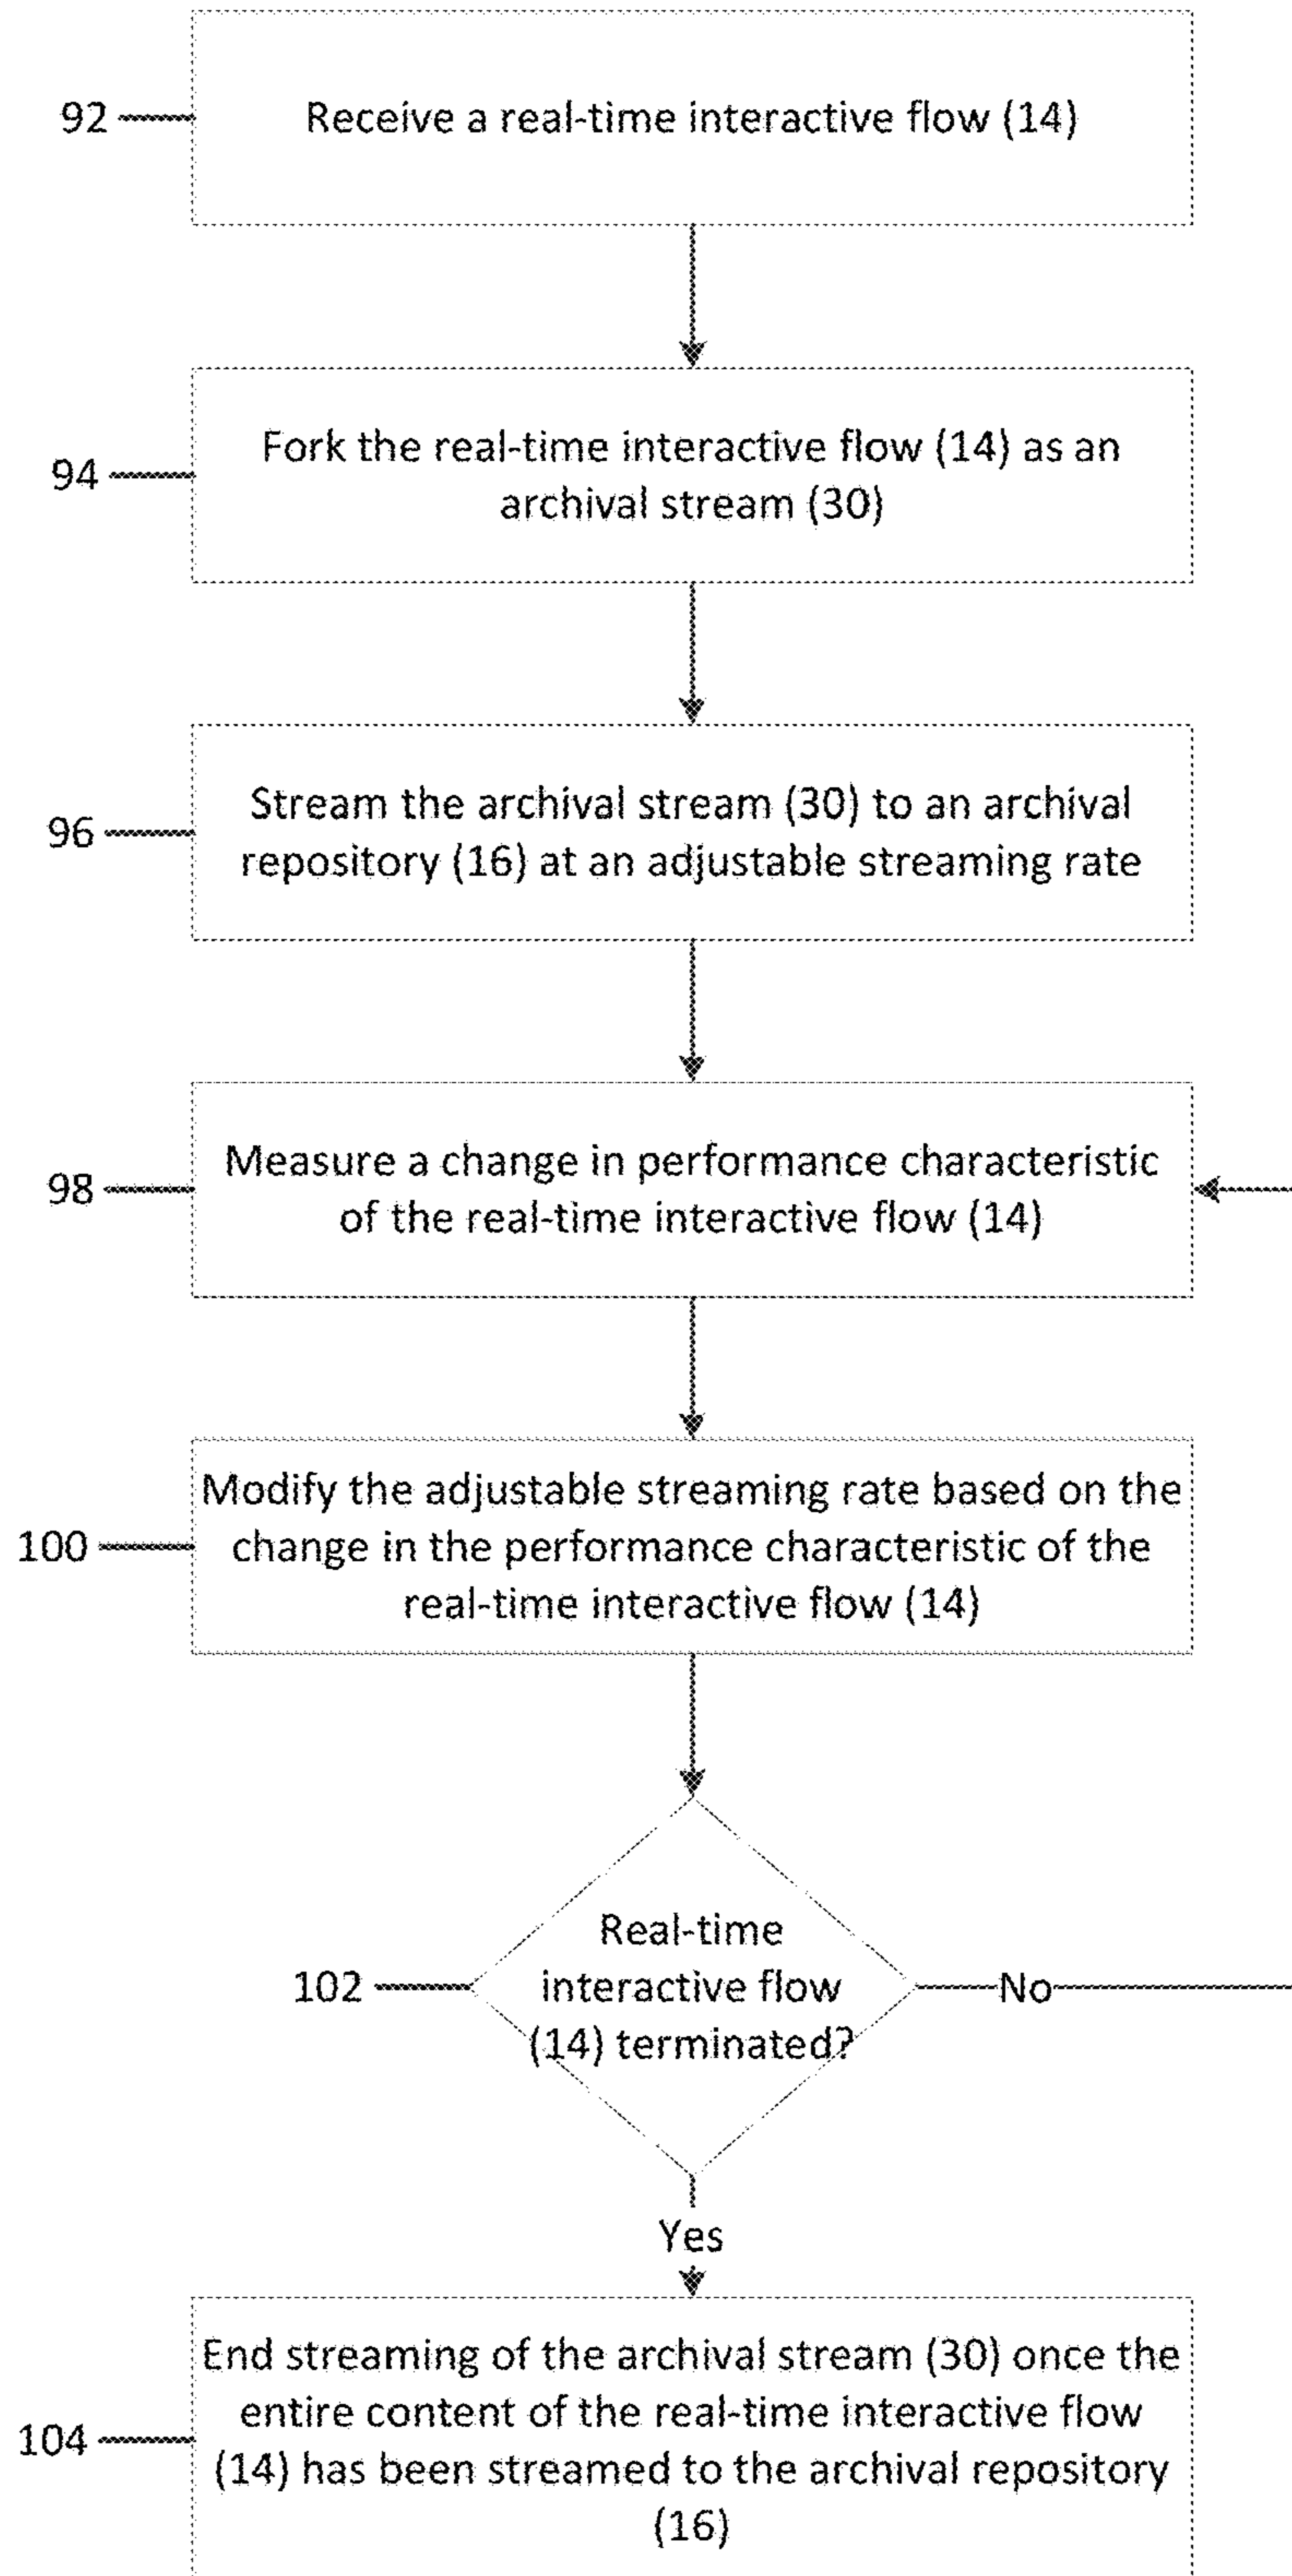 92
Receive a real-time interactive flow (14)
94
Fork the real-time interactive flow (14) as an
archival stream (30)
96
Stream the archival stream (30) to an archival
repository (16) at an adjustable streaming rate
98
Measure a change in performance characteristic
of the real-time interactive flow (14)
100
Modify the adjustable streaming rate based on the
change in the performance characteristic of the
real-time interactive flow (14)
102
Real-time
interactive flow
(14) terminated?
No
Yes
104
End streaming of the archival stream (30) once the
entire content of the real-time interactive flow
(14) has been streamed to the archival repository
(16)